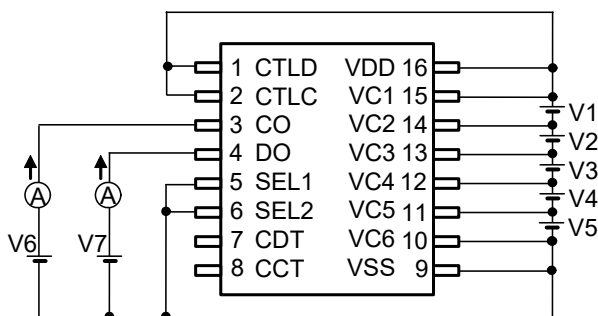 1 CTLD VDD 16
2 CTLC VC1 15
V1
3 CO VC2 14
V2
4 DO VC3 13
V3
A A 5 SEL1 VC4 12
V4
6 SEL2 VC5 11
V5
V6 V7 7 CDT VC6 10
8 CCT VSS 9